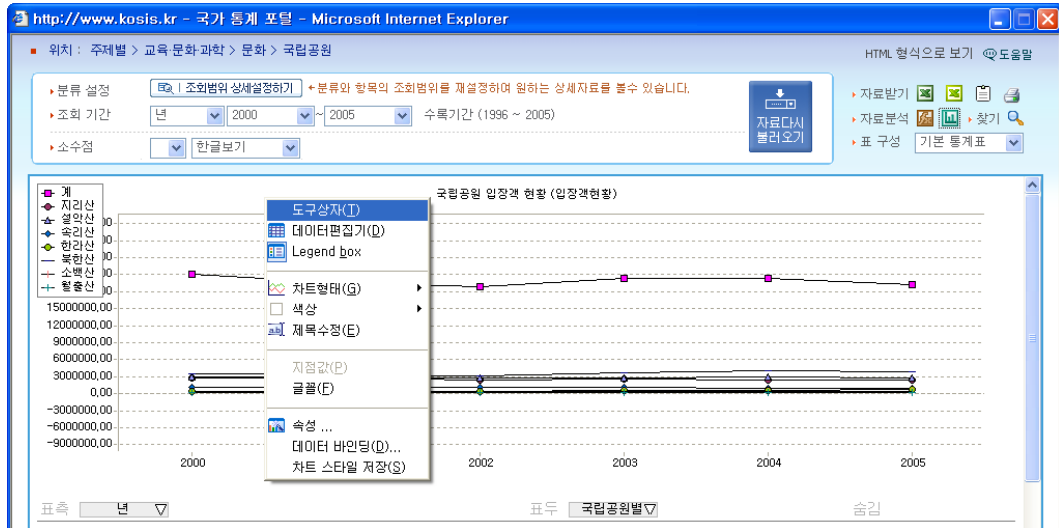 http://www.kosis.kr - 국가 통계 포털 - Microsoft Internet Explorer
위치 : 주제별 > 교육·문화·과학 > 문화 > 국립공원
HTML 형식으로 보기 도움말
분류 설정 조회범위 상세설정하기 분류와 항목의 조회범위를 재설정하여 원하는 상세자료를 볼수 있습니다.
조회 기간 년 2000 ~ 2005 수록기간 (1996 ~ 2005)
소수점 한글보기
자료다시
불러오기
자료받기
자료분석 찾기
표 구성 기본 통계표
국립공원 입장객 현황 (입장객현황)
계
지리산
설악산
속리산
한라산
북한산
소백산
월출산
15000000,00
12000000,00
9000000,00
6000000,00
3000000,00
0,00
-3000000,00
-6000000,00
-9000000,00
도구상자(T)
데이터편집기(D)
Legend box
차트형태(G)
색상
제목수정(E)
지점값(P)
글꼴(F)
속성 ...
데이터 바인딩(D)...
차트 스타일 저장(S)
2000 2002 2003 2004 2005
표측 년 ▽ 표두 국립공원별▽ 숨김